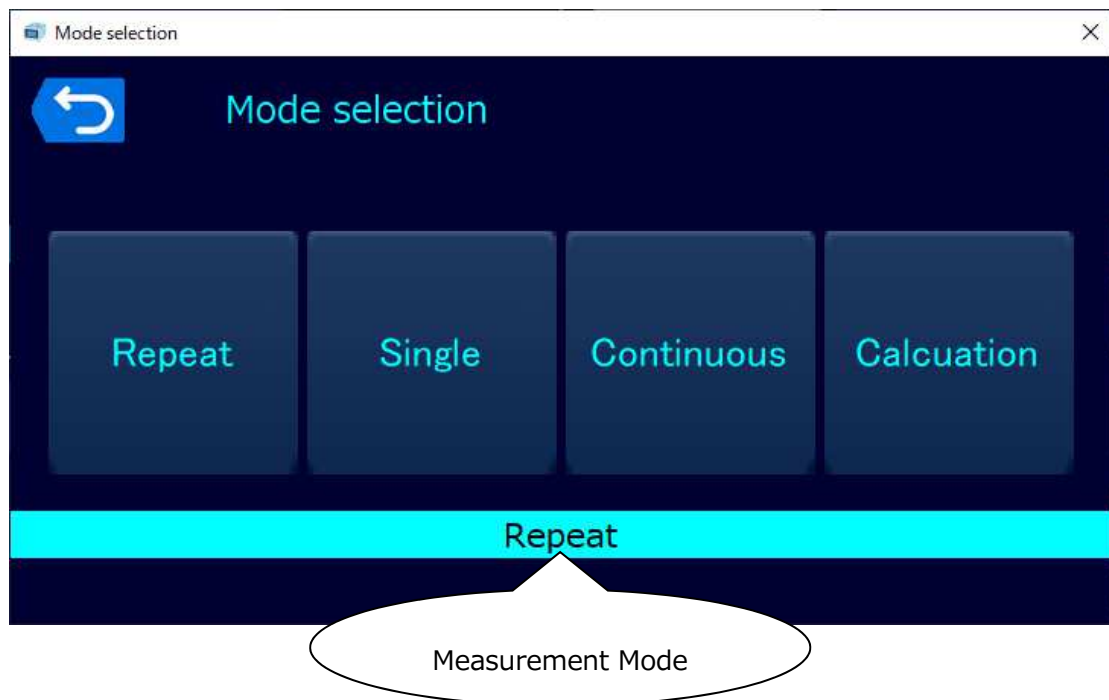 Mode selection
Mode selection
Repeat Single Continuous Calcuation
Repeat
Measurement Mode